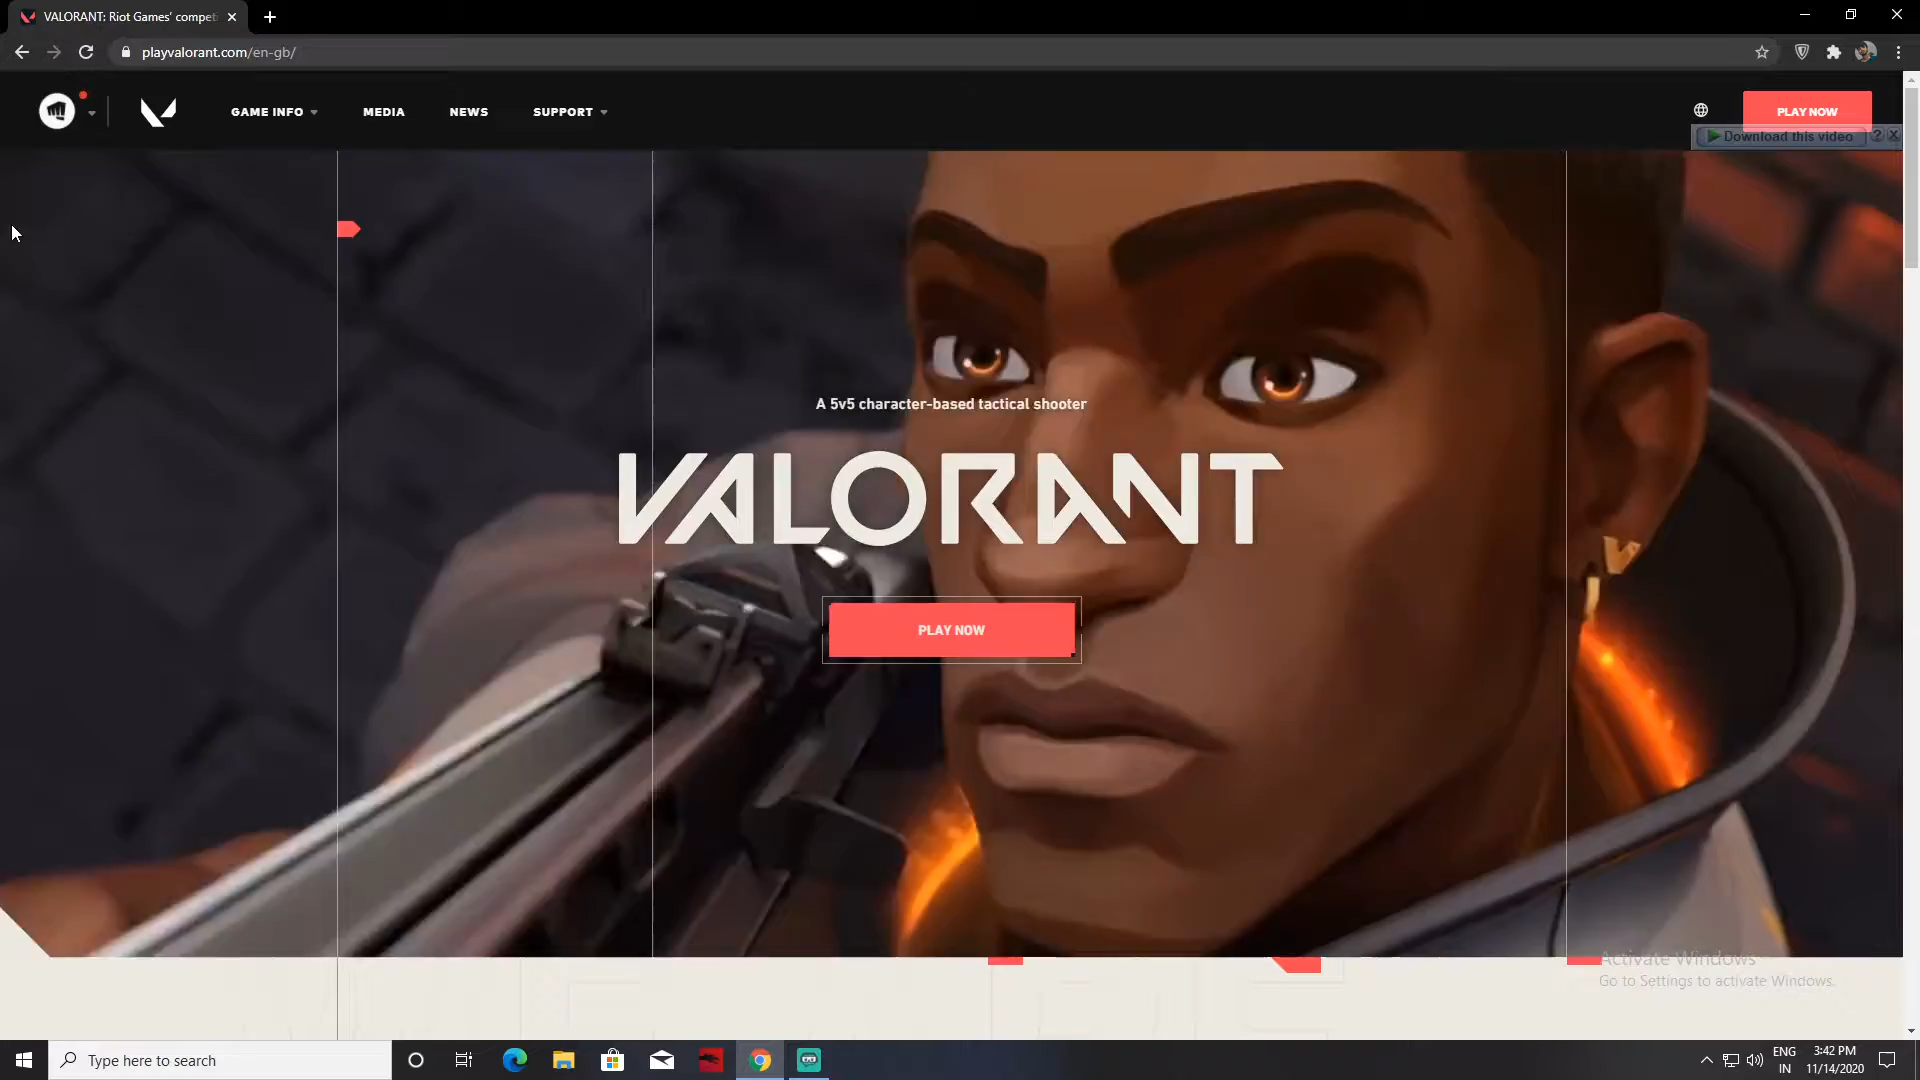 VALORANT: Riot Games' competi
playvalorant.com/en-gb/
GAME INFO
MEDIA
NEWS
SUPPORT
PLAY NOW
Download this video
?
A 5v5 character-based tactical shooter
VALORANT
PLAY NOW
Activate Windows
Go to Settings to activate Windows.
Type here to search
ENG
IN
3:42 PM
11/14/2020